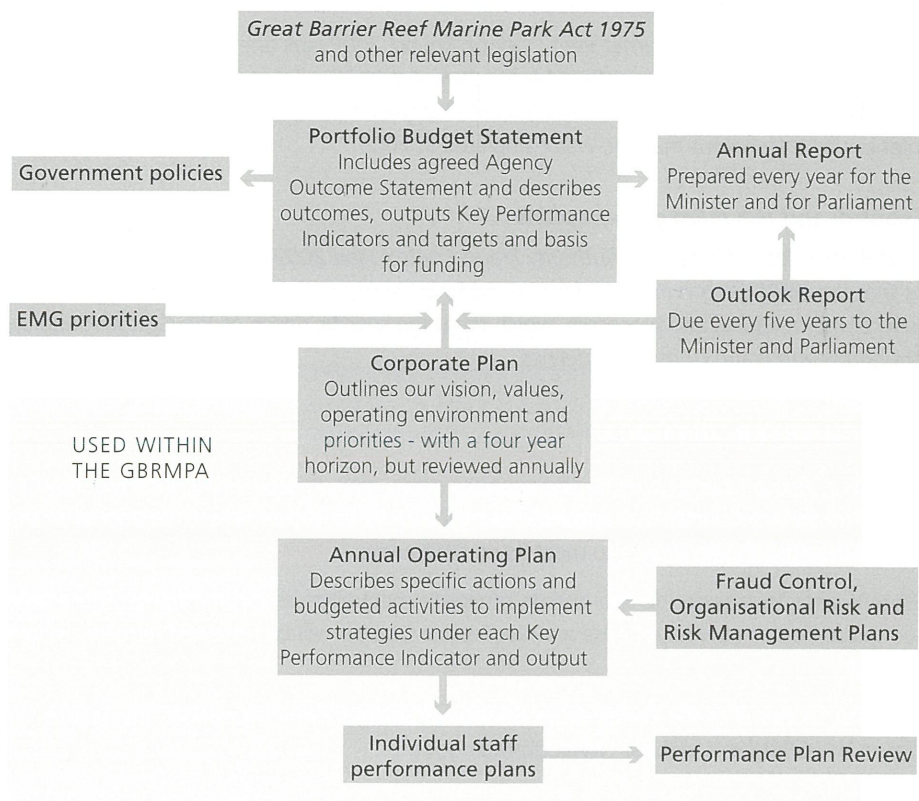 Great Barrier Reef Marine Park Act 1975
and other relevant legislation
Portfolio Budget Statement
Includes agreed Agency
Outcome Statement and describes
outcomes, outputs Key Performance
Indicators and targets and basis
for funding
Government policies
Annual Report
Prepared every year for the
Minister and for Parliament
EMG priorities
Outlook Report
Due every five years to the
Minister and Parliament
Corporate Plan
Outlines our vision, values,
operating environment and
priorities - with a four year
horizon, but reviewed annually
USED WITHIN
THE GBRMPA
Annual Operating Plan
Describes specific actions and
budgeted activities to implement
strategies under each Key
Performance Indicator and output
Fraud Control,
Organisational Risk and
Risk Management Plans
Individual staff
performance plans
Performance Plan Review